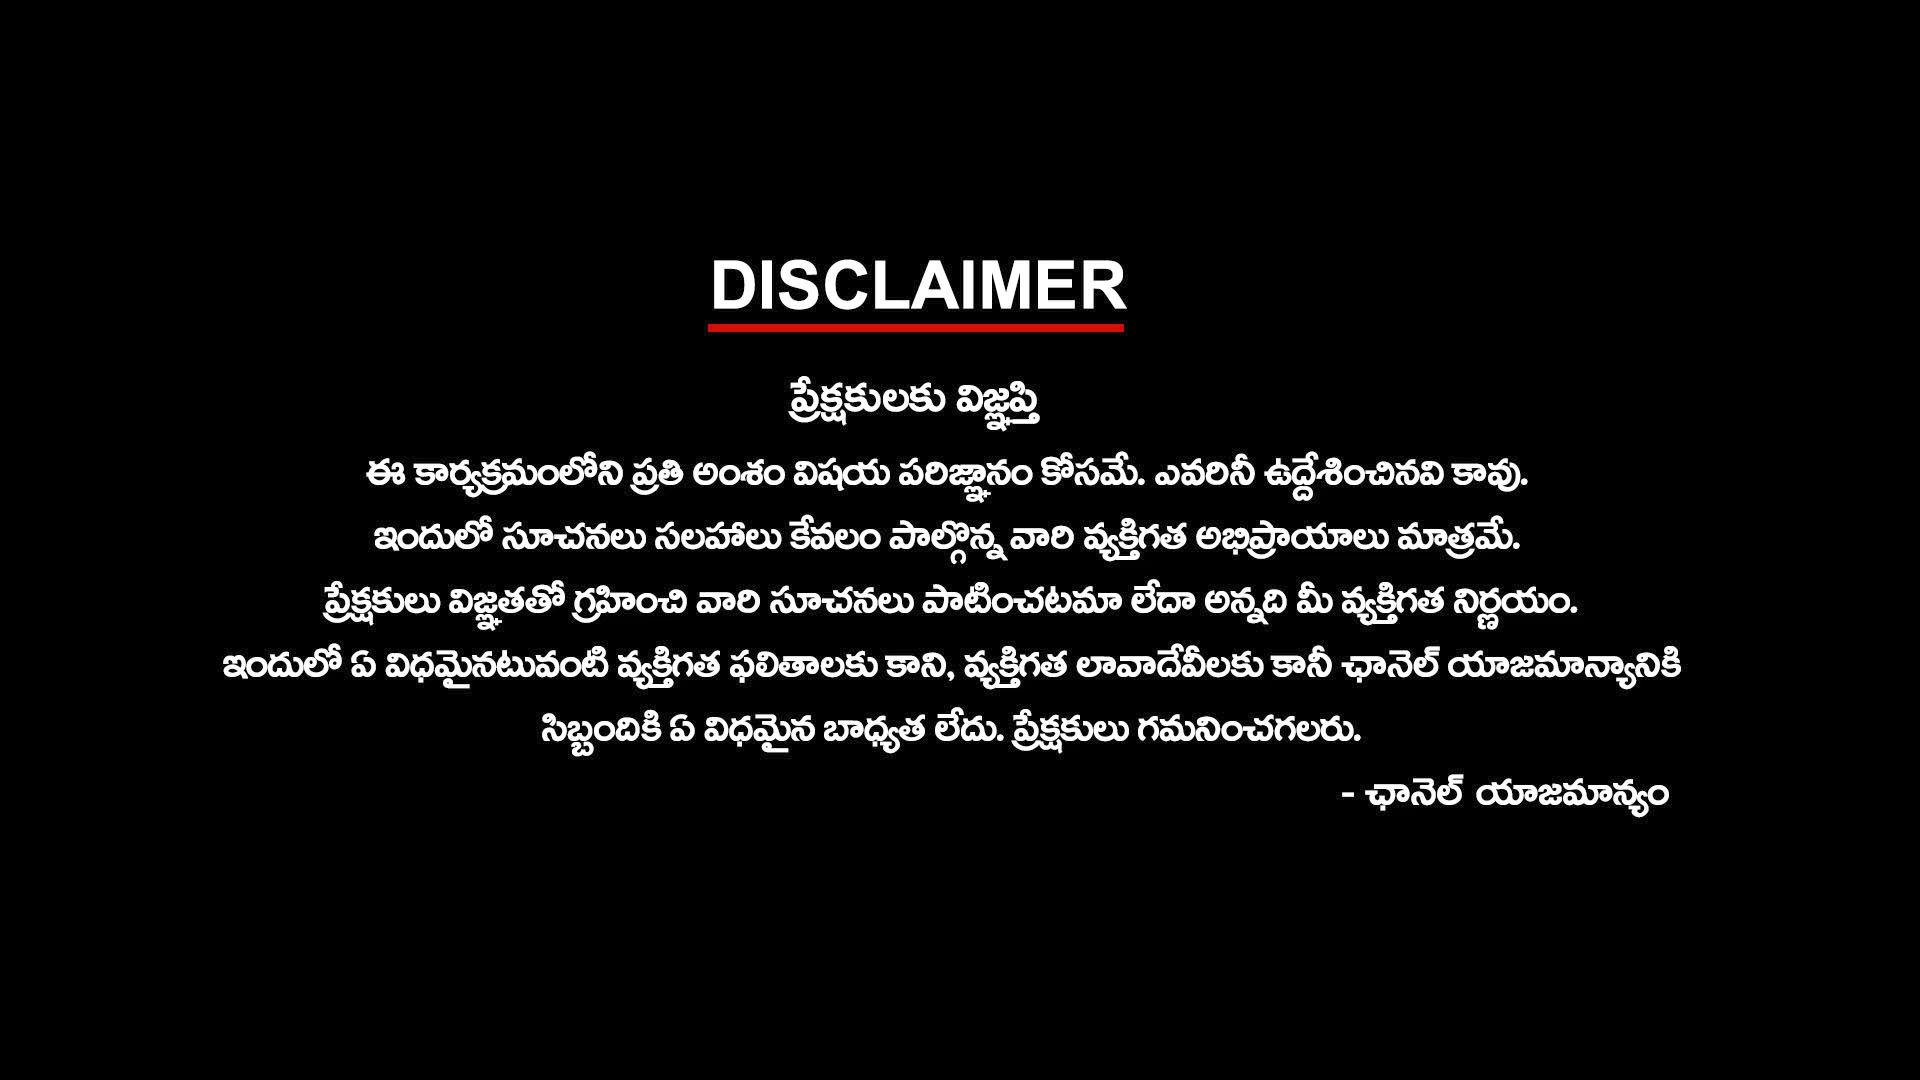 DISCLAIMER
ప్రేక్షకులకు విజ్ఞప్తి
ఈ కార్యక్రమంలోని ప్రతి అంశం విషయ పరిజ్ఞానం కోసమే. ఎవరినీ ఉద్దేశించినవి కావు.
ఇందులో సూచనలు సలహాలు కేవలం పాల్గొన్న వారి వ్యక్తిగత అభిప్రాయాలు మాత్రమే.
ప్రేక్షకులు విజ్ఞతతో గ్రహించి వారి సూచనలు పాటించటమా లేదా అన్నది మీ వ్యక్తిగత నిర్ణయం.
ఇందులో ఏ విధమైనటువంటి వ్యక్తిగత ఫలితాలకు కాని, వ్యక్తిగత లావాదేవీలకు కానీ ఛానెల్ యాజమాన్యానికి
సిబ్బందికి ఏ విధమైన బాధ్యత లేదు. ప్రేక్షకులు గమనించగలరు.
- ఛానెల్ యాజమాన్యం